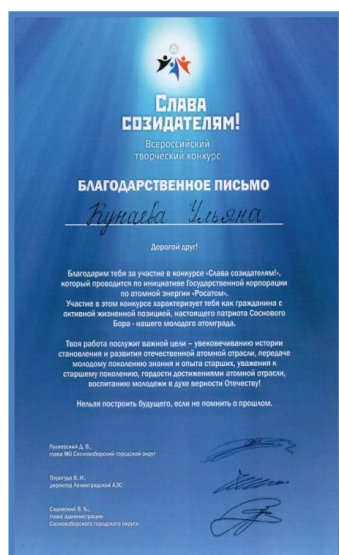 СЛАВА
СОЗИДАТЕЛЯМ!
Всероссийский
творческий конкурс
БЛАГОДАРСТВЕННОЕ ПИСЬМО
Кунаева Ульяна
Дорогой друг!
Благодарим тебя за участие в конкурсе «Слава созидателям!»,
который проводится по инициативе Государственной корпорации
по атомной энергии «Росатом».
Участие в этом конкурсе характеризует тебя как гражданина с
активной жизненной позицией, настоящего патриота Соснового
Бора - нашего молодого атомграда.
Твоя работа послужит важной цели – увековечиванию истории
становления и развития отечественной атомной отрасли, передаче
молодому поколению знания и опыта старших, уважения к
старшему поколению, гордости достижениями атомной отрасли,
воспитанию молодежи в духе верности Отечеству!
Нельзя построить будущего, если не помнить о прошлом.
Пуляевский Д. В.,
глава МО Сосновоборский городской округ
Перегуда В. И.,
директор Ленинградской АЭС
Садовский В. Б.,
глава администрации
Сосновоборского городского округа